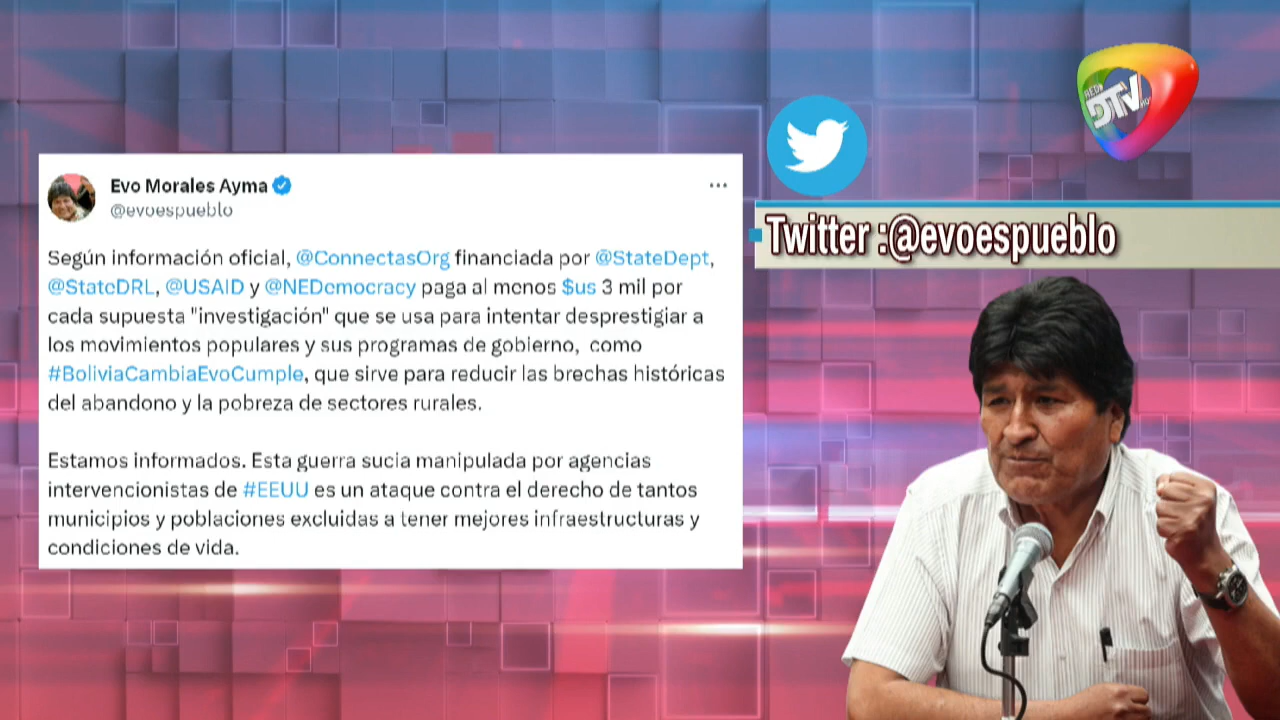 Evo Morales Ayma
@evoespueblo
Según información oficial, @ConnectasOrg financiada por @StateDept,
@StateDRL, @USAID y @NEDemocracy paga al menos $us 3 mil por
cada supuesta "investigación" que se usa para intentar desprestigiar a
los movimientos populares y sus programas de gobierno, como
#BoliviaCambiaEvoCumple, que sirve para reducir las brechas históricas
del abandono y la pobreza de sectores rurales.
Estamos informados. Esta guerra sucia manipulada por agencias
intervencionistas de #EEUU es un ataque contra el derecho de tantos
municipios y poblaciones excluidas a tener mejores infraestructuras y
condiciones de vida.
RED
DTV
Twitter :@evoespueblo